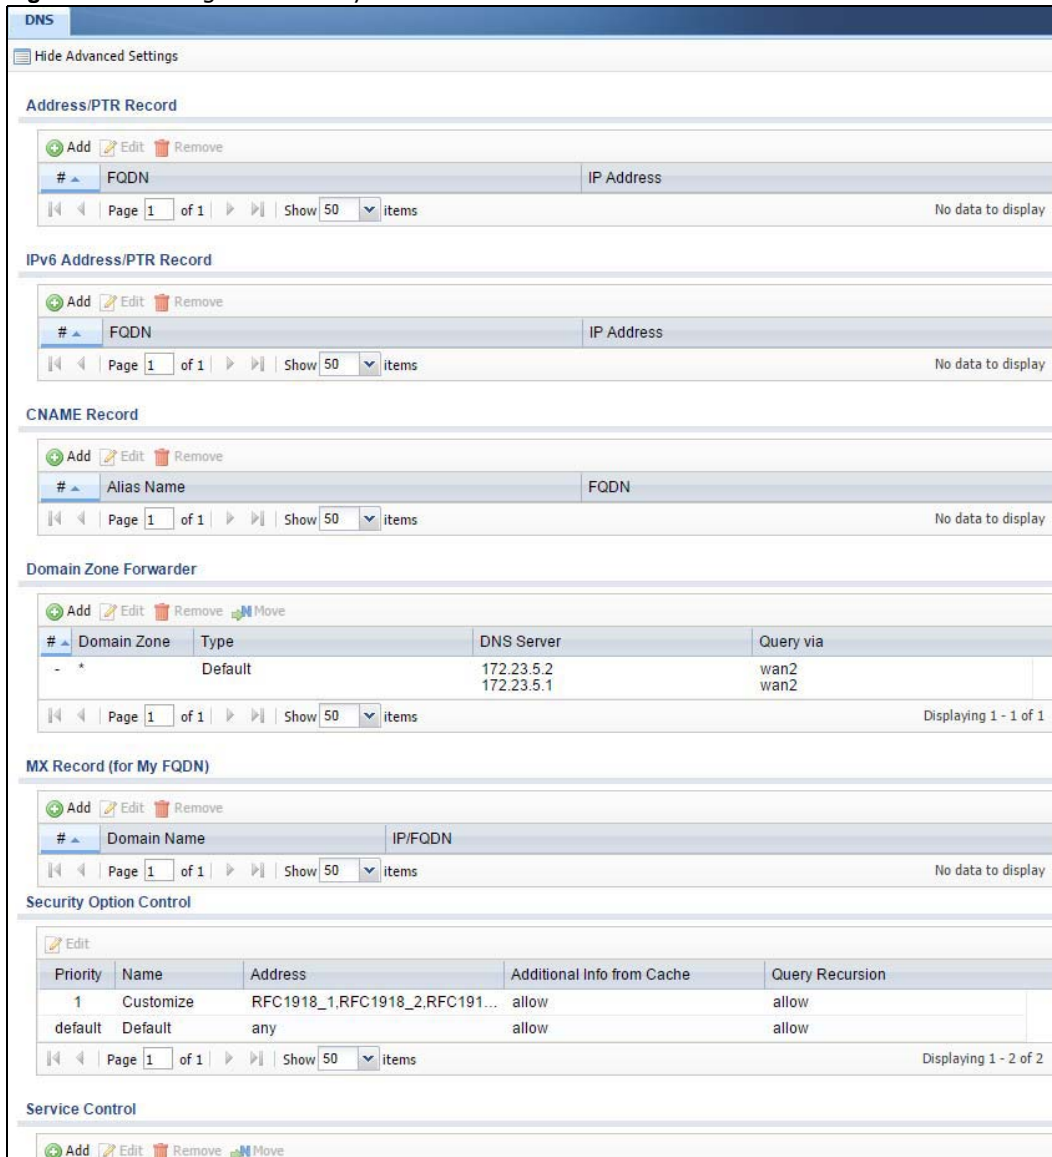 DNS
Hide Advanced Settings
Address/PTR Record
Add Edit Remove
# FQDN IP Address
Page 1 of 1 Show 50 items No data to display
IPv6 Address/PTR Record
Add Edit Remove
# FQDN IP Address
Page 1 of 1 Show 50 items No data to display
CNAME Record
Add Edit Remove
# Alias Name FQDN
Page 1 of 1 Show 50 items No data to display
Domain Zone Forwarder
Add Edit Remove Move
# Domain Zone Type DNS Server Query via
- * Default 172.23.5.2 wan2
172.23.5.1 wan2
Page 1 of 1 Show 50 items Displaying 1 - 1 of 1
MX Record (for My FQDN)
Add Edit Remove
# Domain Name IP/FQDN
Page 1 of 1 Show 50 items No data to display
Security Option Control
Edit
Priority Name Address Additional Info from Cache Query Recursion
1 Customize RFC1918_1,RFC1918_2,RFC191... allow allow
default Default any allow allow
Page 1 of 1 Show 50 items Displaying 1 - 2 of 2
Service Control
Add Edit Remove Move